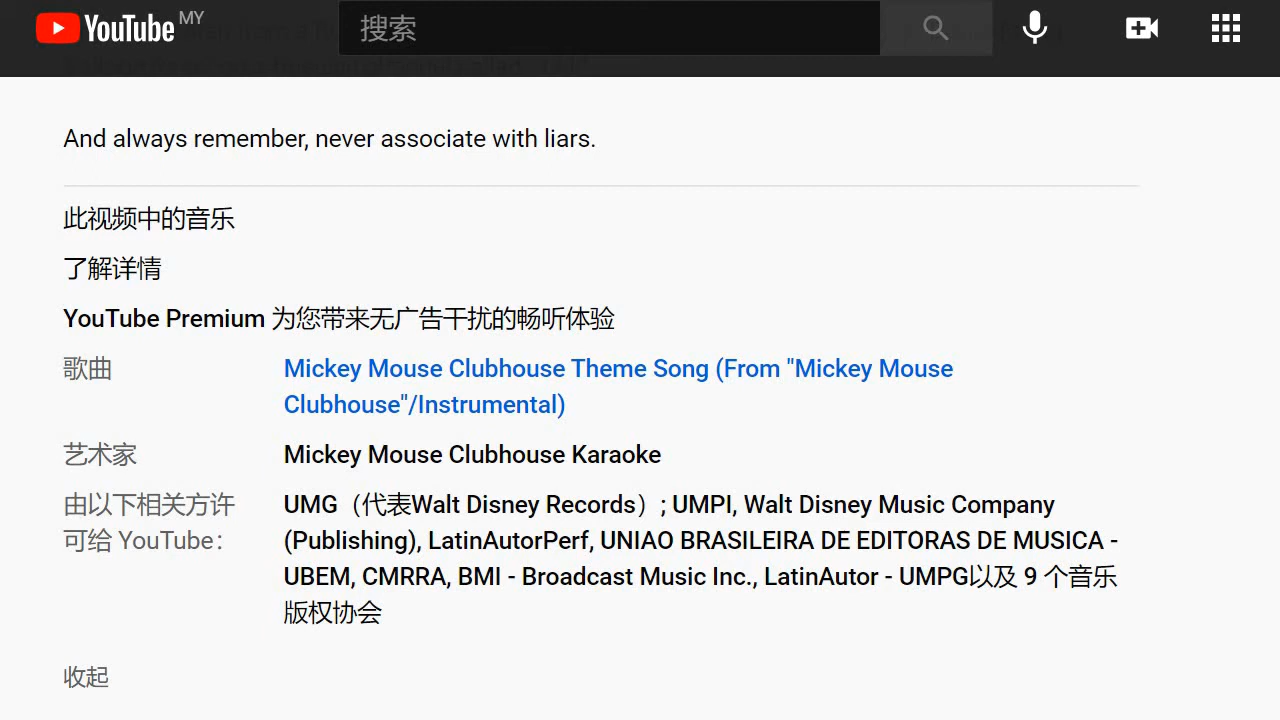 YouTube MY
搜索
And always remember, never associate with liars.
此视频中的音乐
了解详情
YouTube Premium 为您带来无广告干扰的畅听体验
歌曲
Mickey Mouse Clubhouse Theme Song (From "Mickey Mouse
Clubhouse"/Instrumental)
艺术家
Mickey Mouse Clubhouse Karaoke
由以下相关方许
可给 YouTube：
UMG（代表Walt Disney Records）; UMPI, Walt Disney Music Company
(Publishing), LatinAutorPerf, UNIAO BRASILEIRA DE EDITORAS DE MUSICA -
UBEM, CMRRA, BMI - Broadcast Music Inc., LatinAutor - UMPG以及 9 个音乐
版权协会
收起